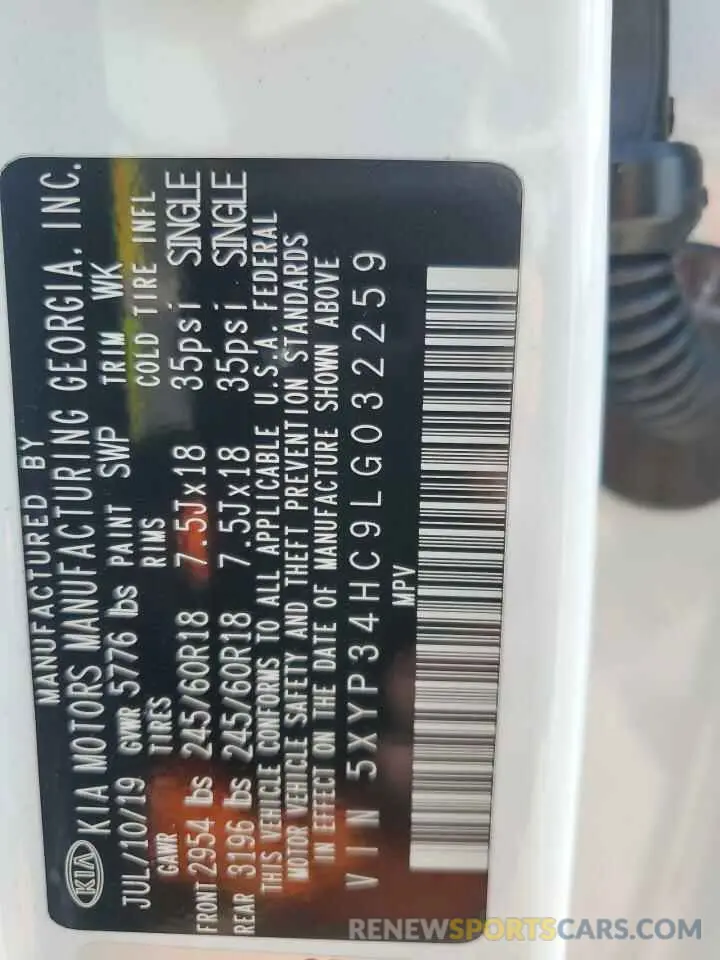 MANUFACTURED BY
KIA KIA MOTORS MANUFACTURING GEORGIA, INC.
JUL/10/19 GVWR 5776 lbs PAINT SWP TRIM WK
GAWR TIRES RIMS COLD TIRE INFL
FRONT 2954 lbs 245/60R18 7.5Jx18 35psi SINGLE
REAR 3196 lbs 245/60R18 7.5Jx18 35psi SINGLE
THIS VEHICLE CONFORMS TO ALL APPLICABLE U.S.A. FEDERAL
MOTOR VEHICLE SAFETY AND THEFT PREVENTION STANDARDS
IN EFFECT ON THE DATE OF MANUFACTURE SHOWN ABOVE
VIN 5XYP34HC9LG032259
MPV
RENEWSPORTSCARS.COM